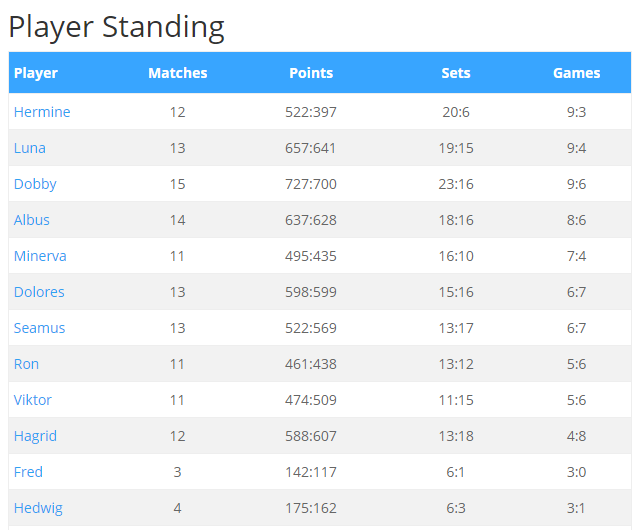 Player Standing
Player Matches Points Sets Games
Hermine 12 522:397 20:6 9:3
Luna 13 657:641 19:15 9:4
Dobby 15 727:700 23:16 9:6
Albus 14 637:628 18:16 8:6
Minerva 11 495:435 16:10 7:4
Dolores 13 598:599 15:16 6:7
Seamus 13 522:569 13:17 6:7
Ron 11 461:438 13:12 5:6
Viktor 11 474:509 11:15 5:6
Hagrid 12 588:607 13:18 4:8
Fred 3 142:117 6:1 3:0
Hedwig 4 175:162 6:3 3:1